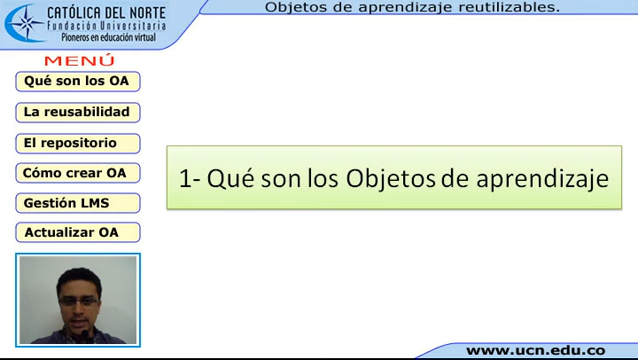 CATÓLICA DEL NORTE
Fundación Universitaria
Pioneros en educación virtual
Objetos de aprendizaje reutilizables.
MENÚ
Qué son los OA
La reusabilidad
El repositorio
Cómo crear OA
Gestión LMS
Actualizar OA
1- Qué son los Objetos de aprendizaje
www.ucn.edu.co